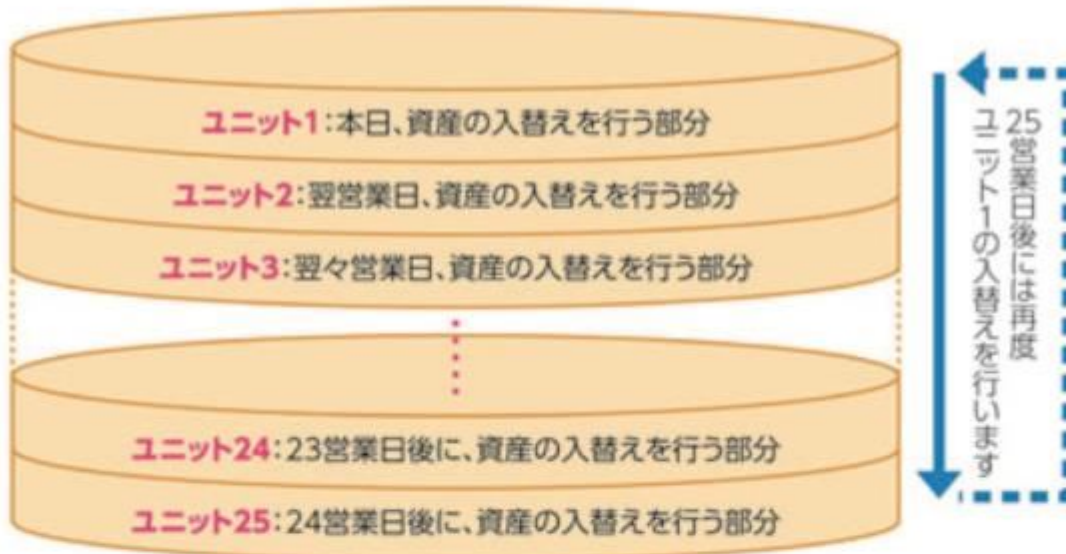 ユニット1：本日、資産の入替えを行う部分
ユニット2：翌営業日、資産の入替えを行う部分
ユニット3：翌々営業日、資産の入替えを行う部分
ユニット24：23営業日後に、資産の入替えを行う部分
ユニット25：24営業日後に、資産の入替えを行う部分
25営業日後には再度
ユニット1の入替えを行います